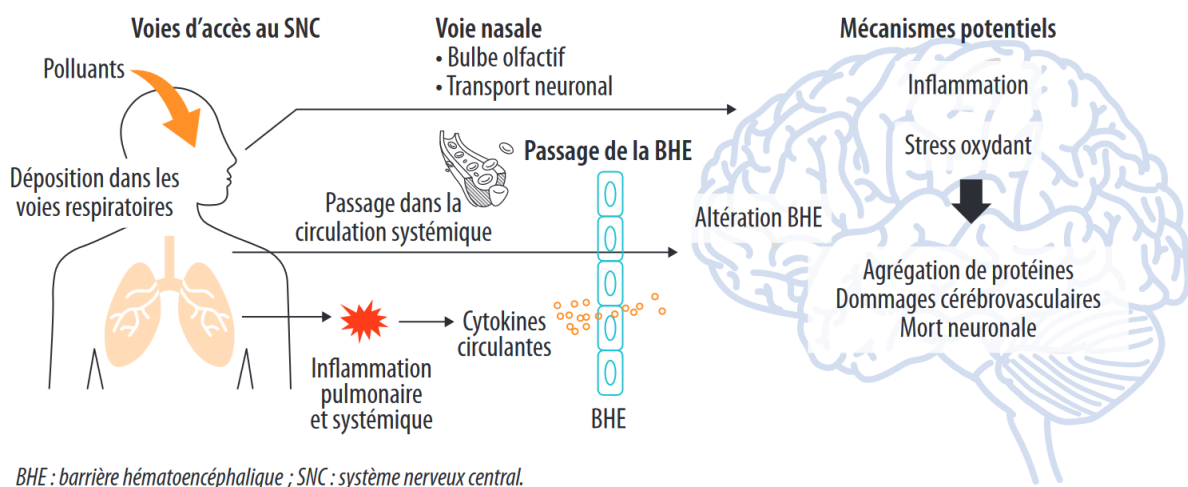 Voies d’accès au SNC
Polluants
Déposition dans les
voies respiratoires
Voie nasale
• Bulbe olfactif
• Transport neuronal
Passage de la BHE
Passage dans la
circulation systémique
Inflammation
pulmonaire
et systémique
Cytokines
circulantes
BHE
Mécanismes potentiels
Inflammation
Stress oxydant
Altération BHE
Agrégation de protéines
Dommages cérébrovasculaires
Mort neuronale
BHE : barrière hématoencéphalique ; SNC : système nerveux central.